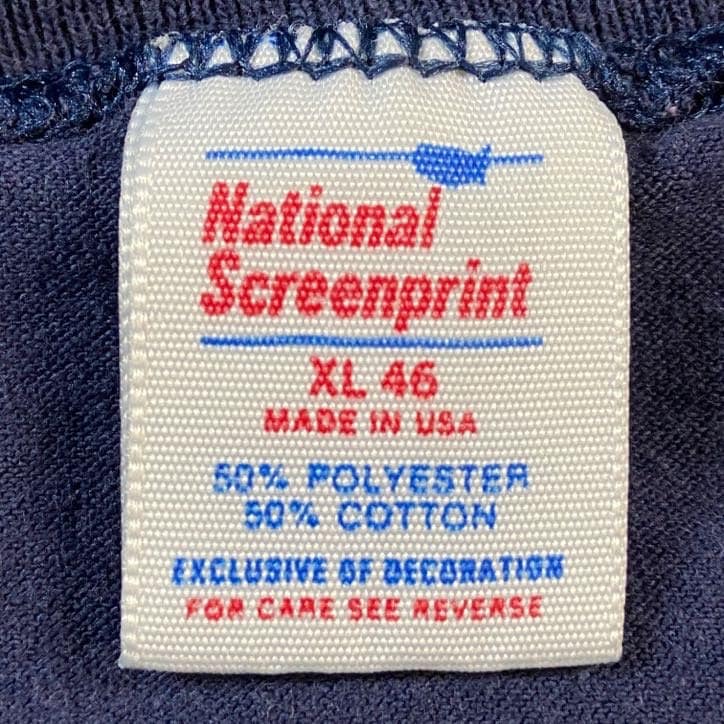 National
Screenprint
XL 46
MADE IN USA
50% POLYESTER
50% COTTON
EXCLUSIVE OF DECORATION
FOR CARE SEE REVERSE